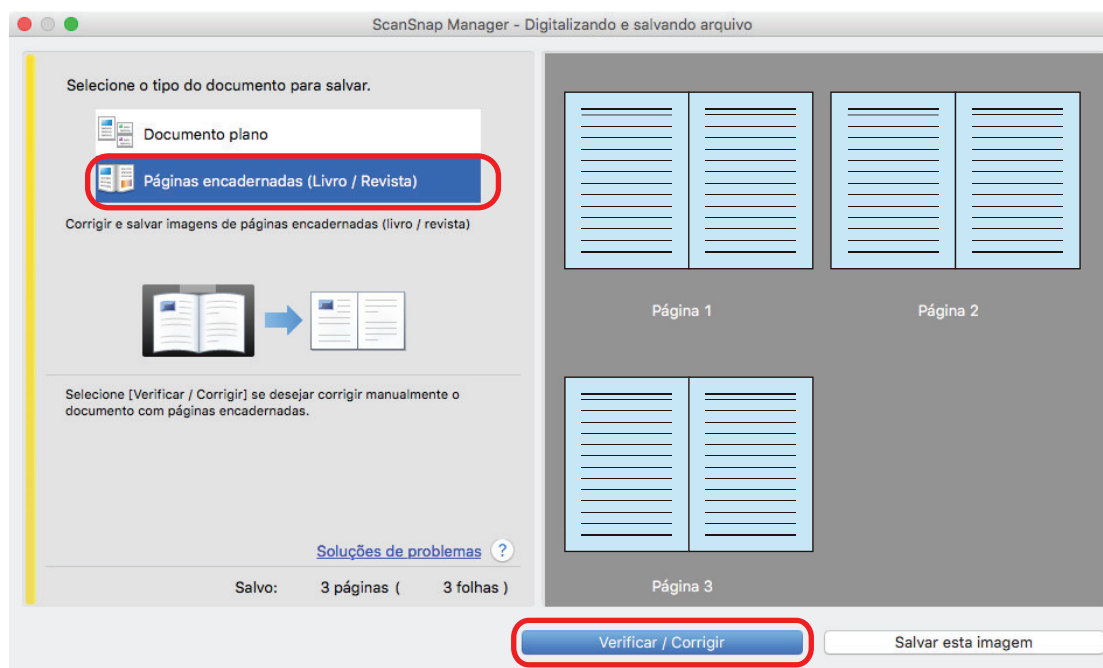 ScanSnap Manager - Digitalizando e salvando arquivo
Selecione o tipo do documento para salvar.
Documento plano
Páginas encadernadas (Livro / Revista)
Corrigir e salvar imagens de páginas encadernadas (livro / revista)
Selecione [Verificar / Corrigir] se desejar corrigir manualmente o
documento com páginas encadernadas.
Soluções de problemas ?
Salvo: 3 páginas ( 3 folhas )
Página 1
Página 2
Página 3
Verificar / Corrigir
Salvar esta imagem